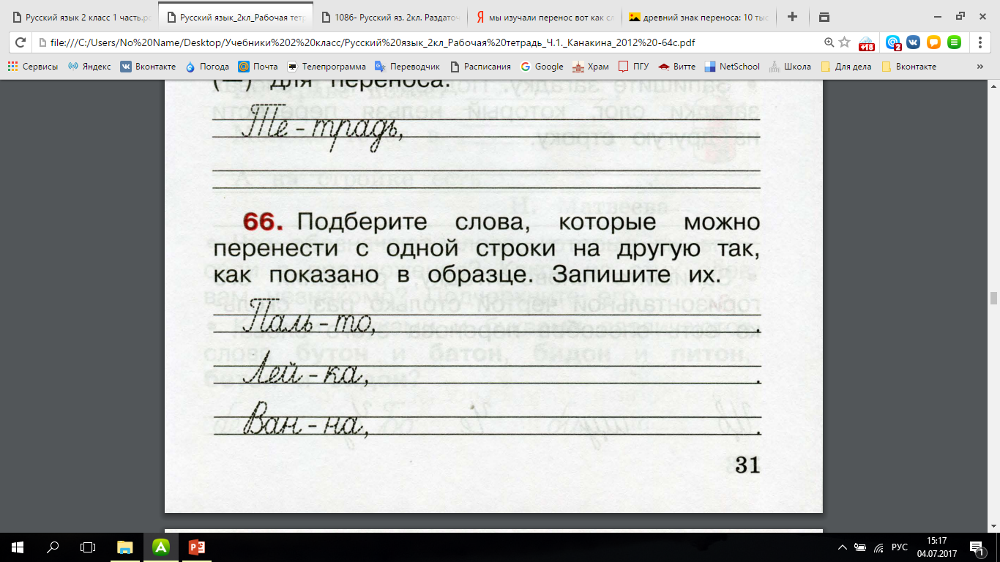 Русский язык 2 класс 1 часть.pd
Русский язык_2кл_Рабочая тетр
1086- Русский яз. 2кл. Раздаточ
мы изучали перенос вот как сл
древний знак переноса: 10 тыс
file:///C:/Users/No%20Name/Desktop/Учебники%202%20класс/Русский%20язык_2кл_Рабочая%20тетрадь_Ч.1._Канакина_2012%20-64с.pdf
+18
2
Сервисы Яндекс Вконтакте Погода Почта Телепрограмма Переводчик Расписания Google Храм ПГУ Витте NetSchool Школа Для дела Вконтакте »
(—) для переноса.
Те-традь,
66. Подберите слова, которые можно
перенести с одной строки на другую так,
как показано в образце. Запишите их.
Паль-то, .
Лей-ка, .
Ван-на, .
31
РУС
15:17
04.07.2017
1